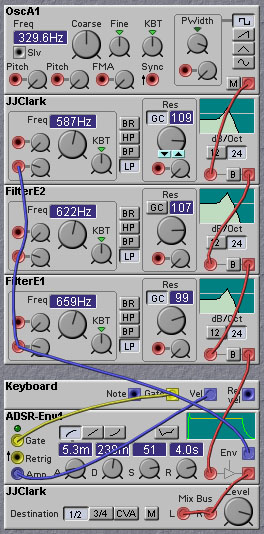 OscA1
Freq Coarse Fine KBT PWidth
329.6Hz
Slv
Pitch Pitch FMA Sync
M
JJClark
Freq 587Hz BR Res
GC 109
HP
KBT BP dB/Oct
LP 12 24
B
FilterE2
Freq 622Hz BR Res
GC 107
HP
KBT BP dB/Oct
LP 12 24
B
FilterE1
Freq 659Hz BR Res
GC 99
HP
KBT BP dB/Oct
LP 12 24
B
Keyboard
Note Gate Vel Rel vel
ADSR-Env1
Gate 5.3m 51 4.0s Env
Retrig
Amp A D S R
JJClark
Mix Bus Level
Destination 1/2 3/4 CVA M L R